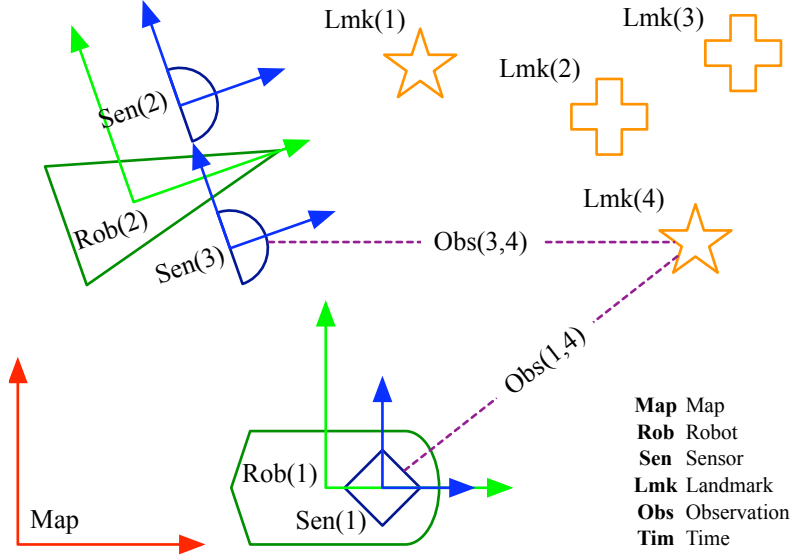 Lmk(1)
Lmk(3)
Lmk(2)
Sen(2)
Lmk(4)
Rob(2)
Sen(3)
Obs(3,4)
Obs(1,4)
Rob(1)
Sen(1)
Map
Map Map
Rob Robot
Sen Sensor
Lmk Landmark
Obs Observation
Tim Time